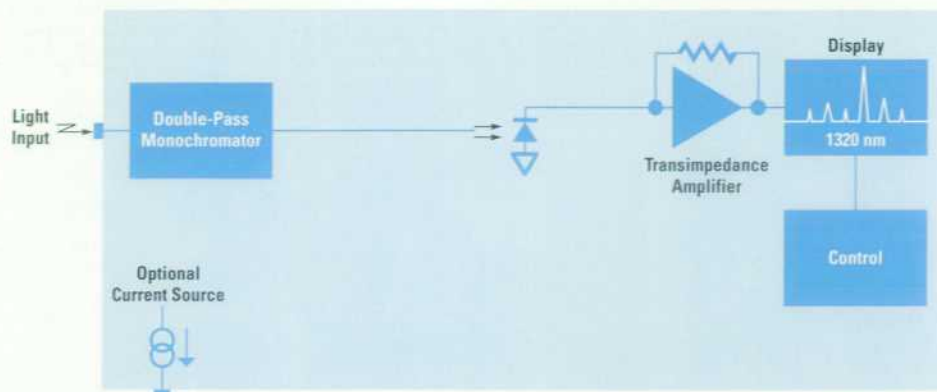 Light
Input
Double-Pass
Monochromator
Transimpedance
Amplifier
Display
1320 nm
Control
Optional
Current Source